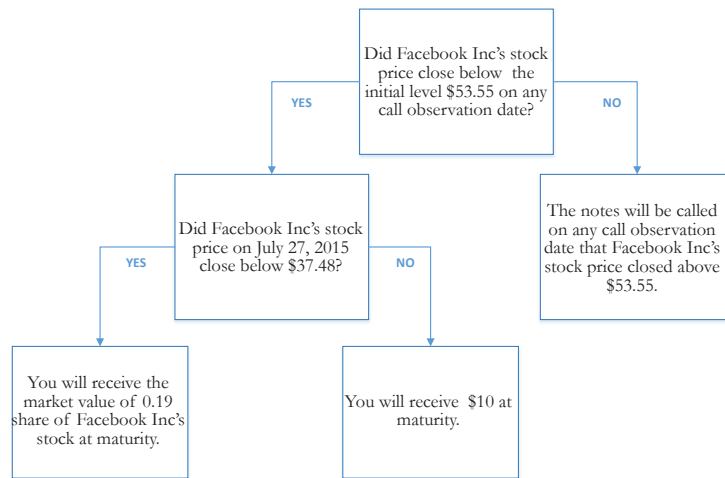 Did Facebook Inc's stock
price close below the
initial level $53.55 on any
call observation date?
YES
NO
Did Facebook Inc's stock
price on July 27, 2015
close below $37.48?
The notes will be called
on any call observation
date that Facebook Inc's
stock price closed above
$53.55.
YES
NO
You will receive the
market value of 0.19
share of Facebook Inc's
stock at maturity.
You will receive $10 at
maturity.